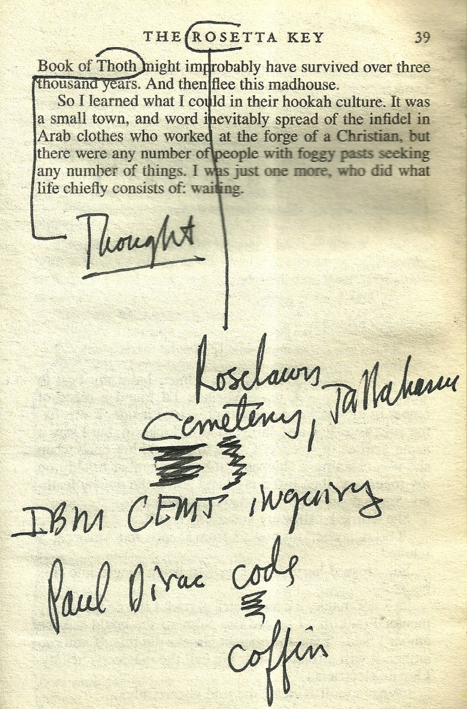 THE ROSETTA KEY 39
Book of Thoth might improbably have survived over three
thousand years. And then flee this madhouse.
So I learned what I could in their hookah culture. It was
a small town, and word inevitably spread of the infidel in
Arab clothes who worked at the forge of a Christian, but
there were any number of people with foggy pasts seeking
any number of things. I was just one more, who did what
life chiefly consists of: waiting.
Thought
Roselawn
Cemetery, Tallahassee
IBM CEMT inquiry
Paul Dirac code
coffin